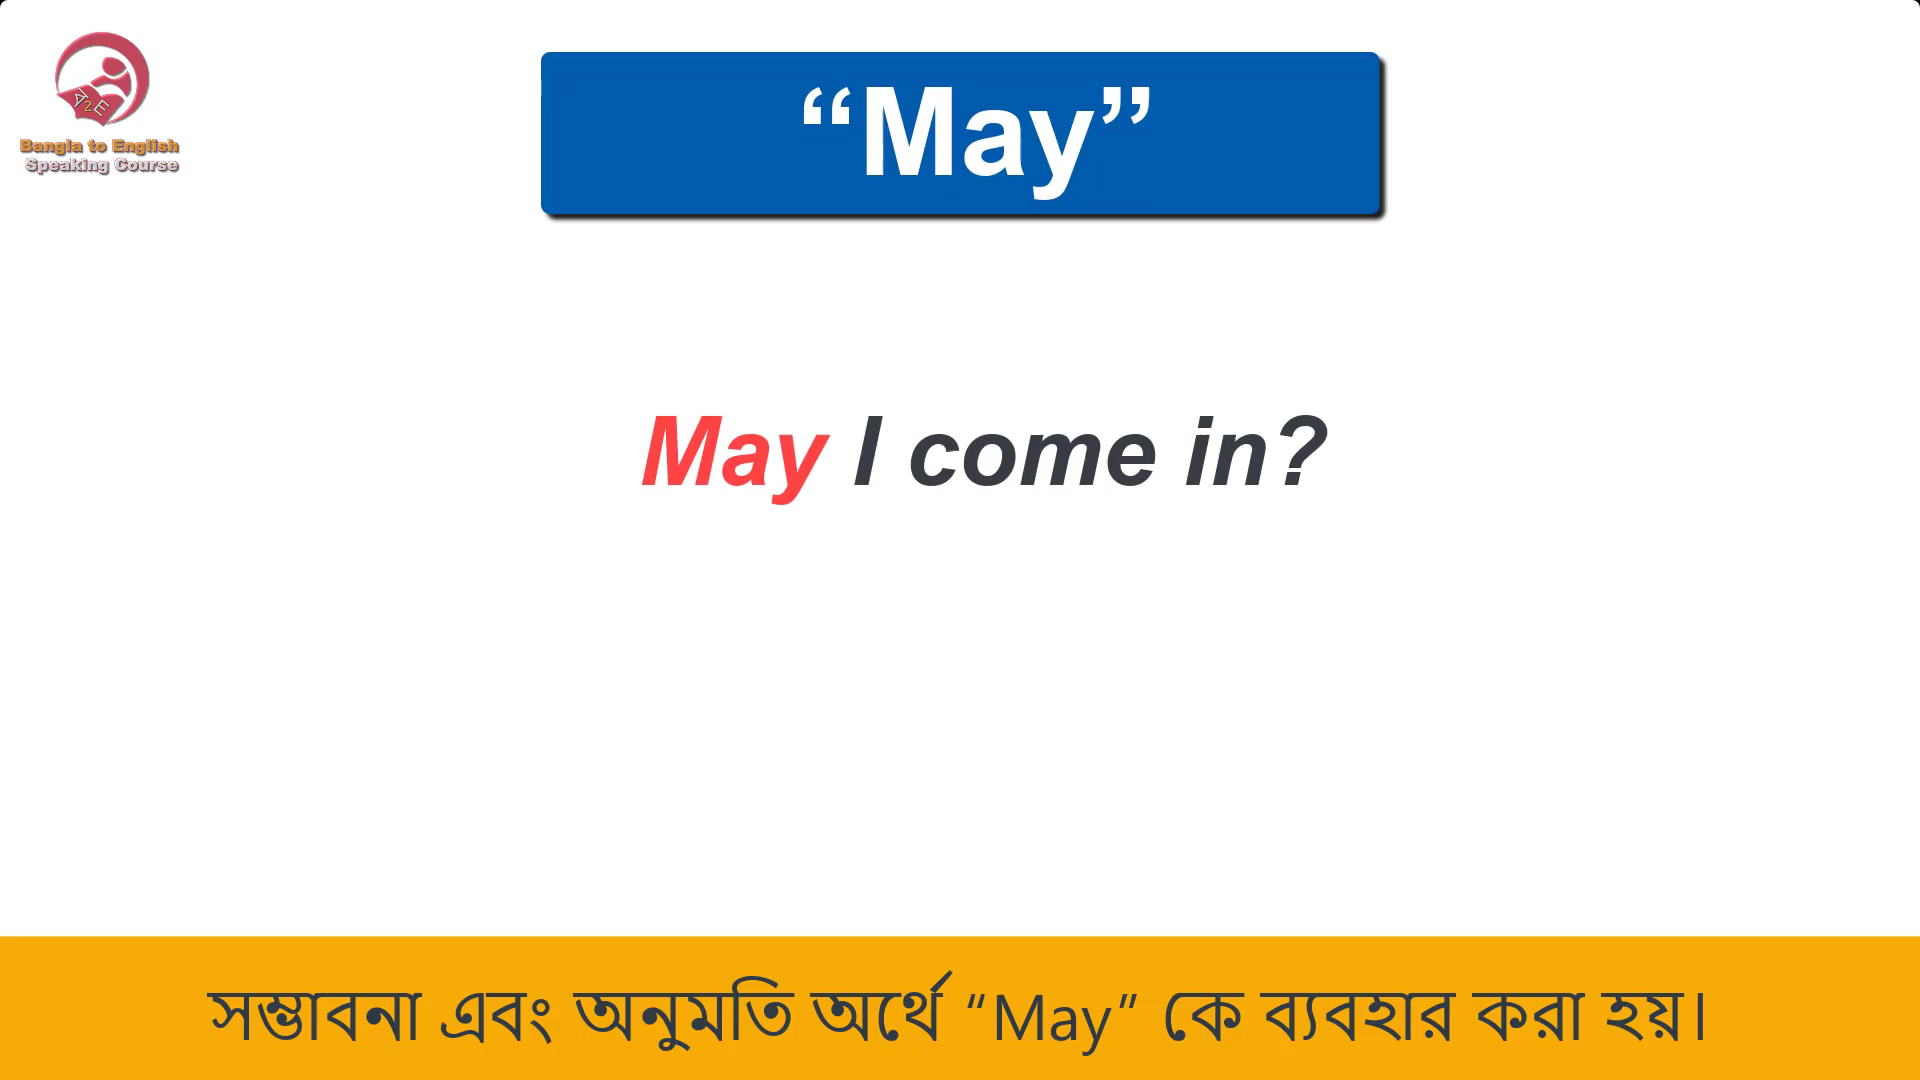 A2E
Bangla to English
Speaking Course
“May”
May I come in?
সম্ভাবনা এবং অনুমতি অর্থে “May” কে ব্যবহার করা হয়।